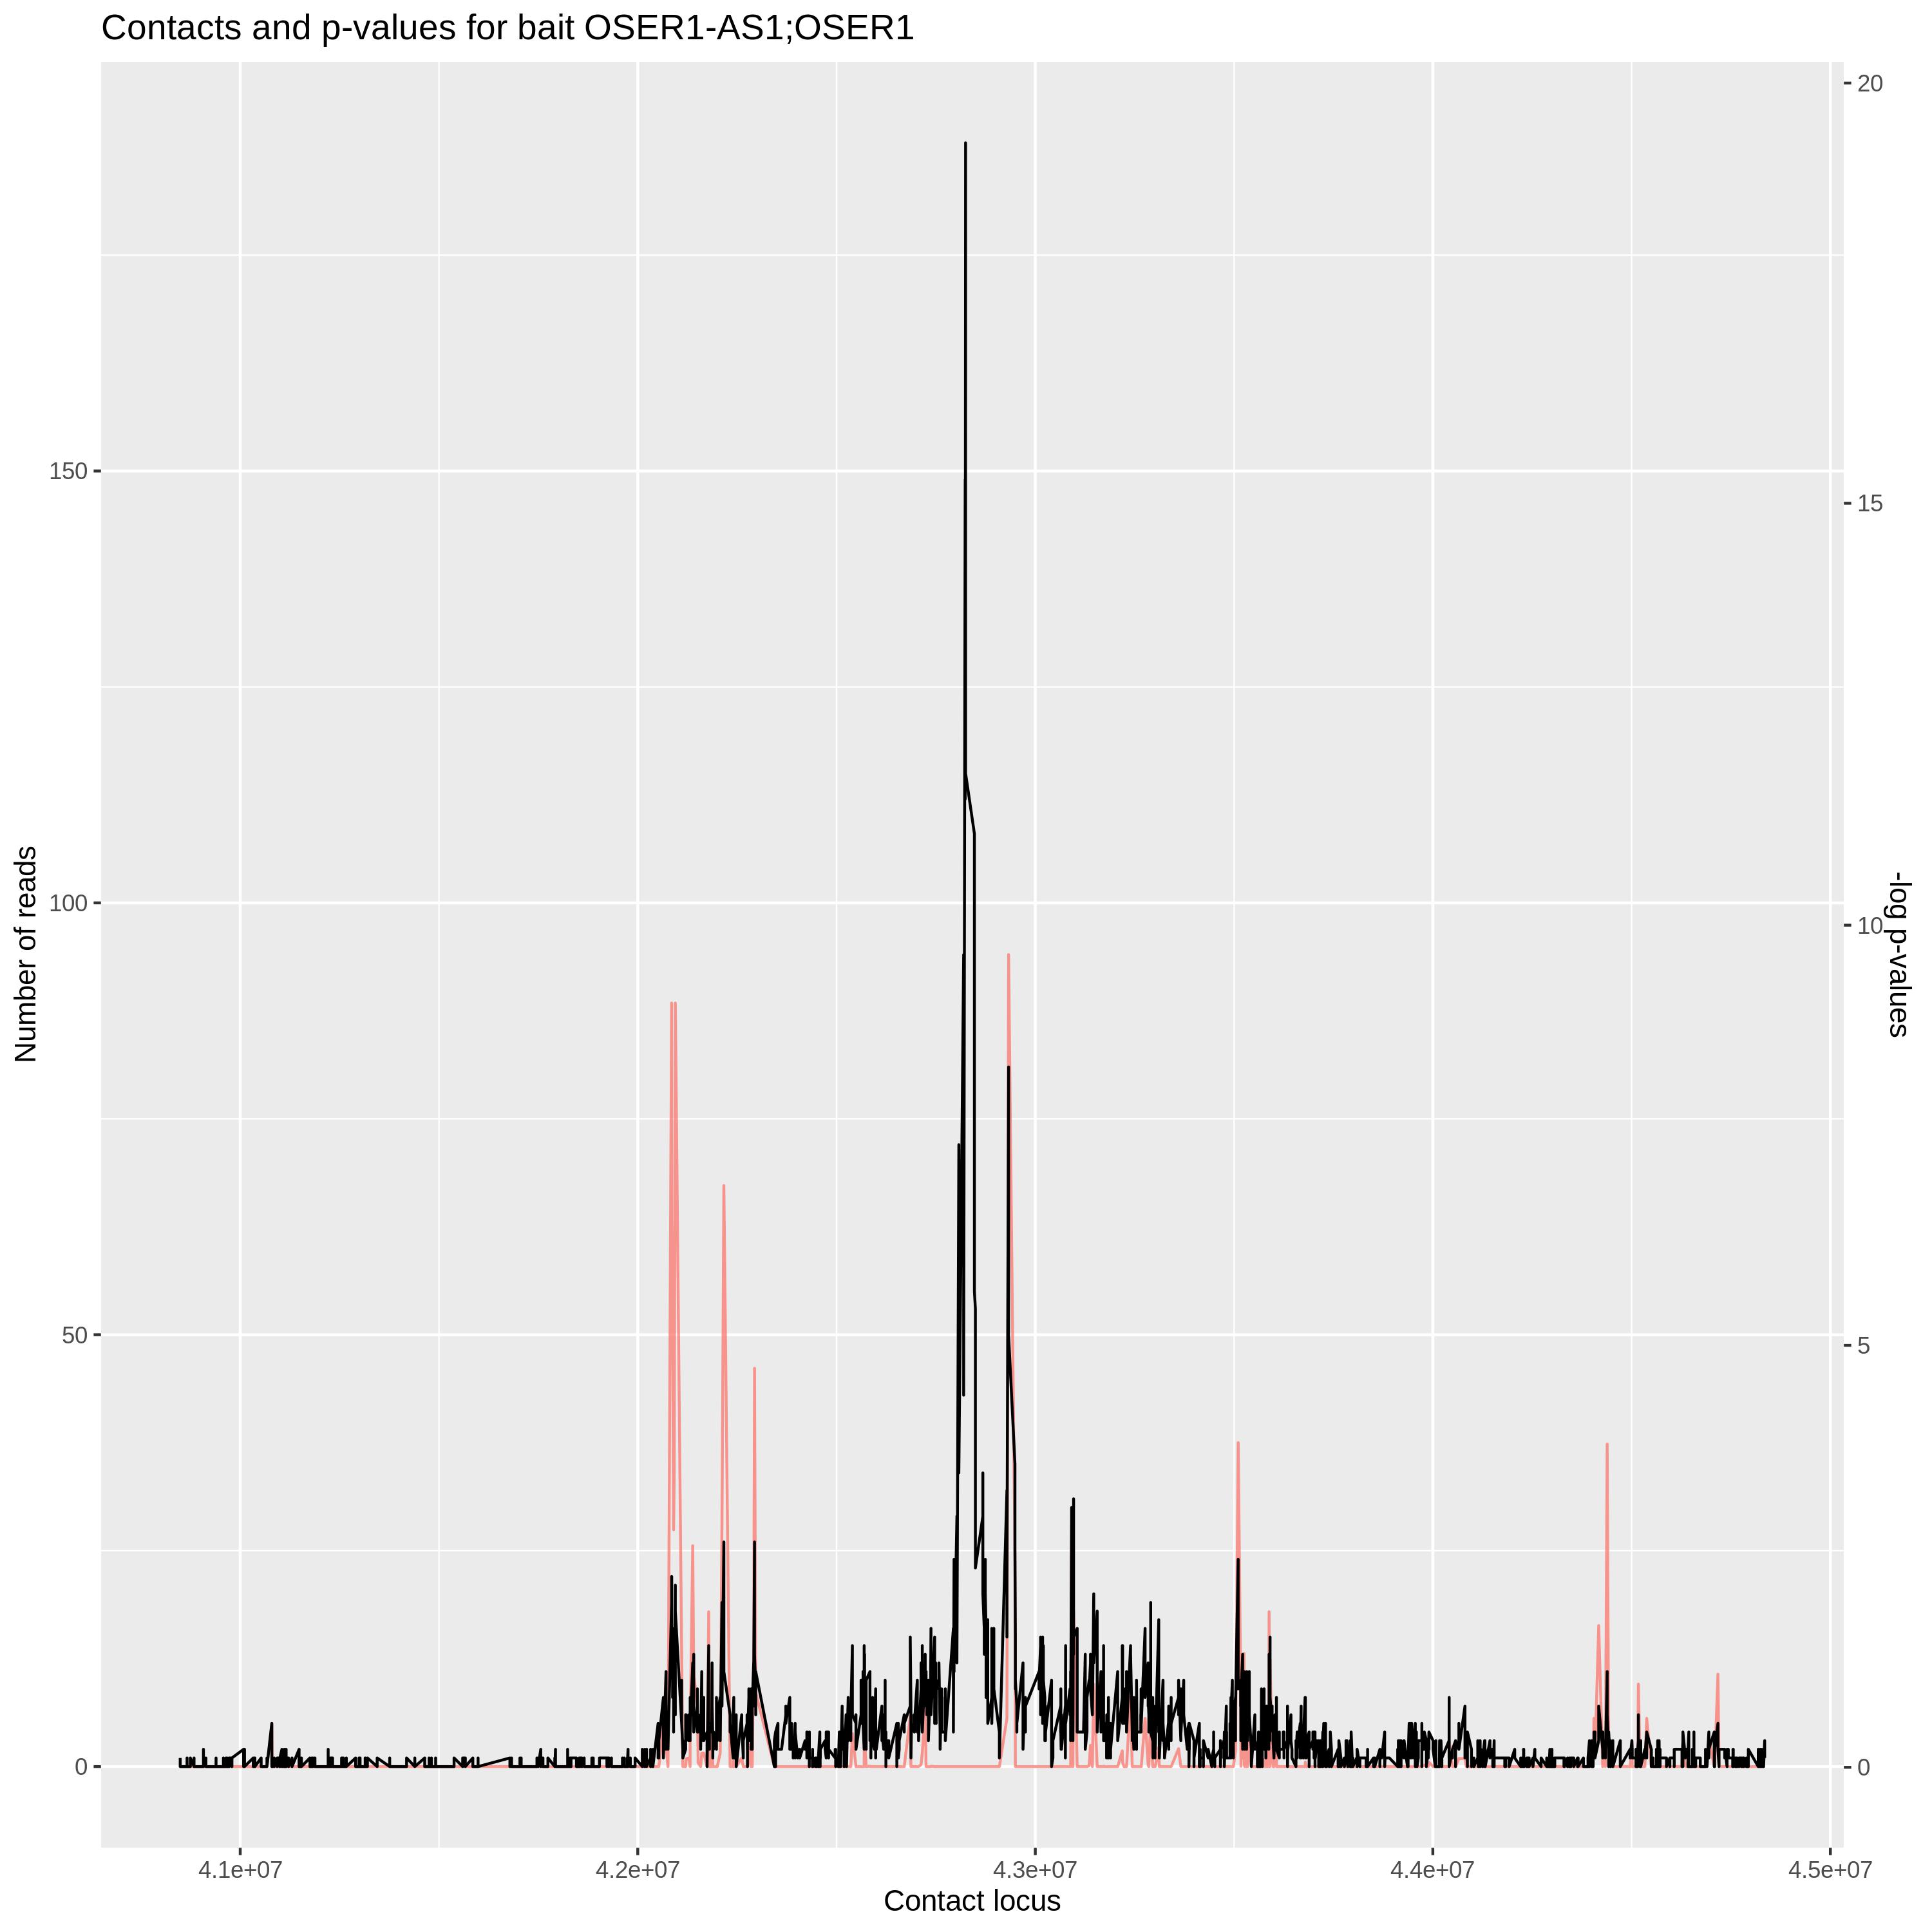 Contacts and p-values for bait OSER1-AS1;OSER1
Number of reads
150
100
50
0
20
15
10
5
0
-log p-values
4.1e+07
4.2e+07
4.3e+07
4.4e+07
4.5e+07
Contact locus